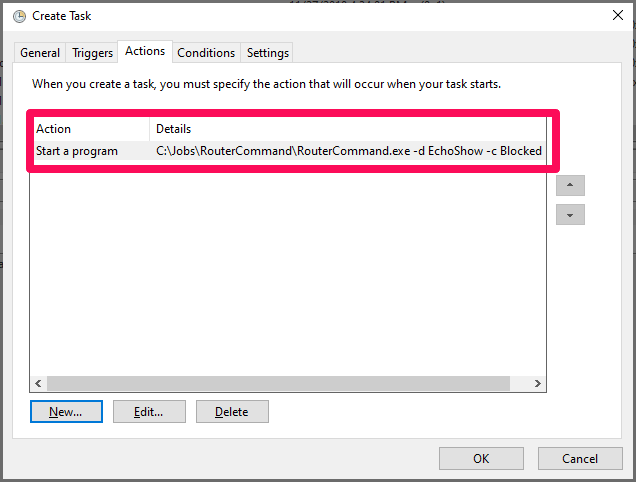 Create Task
General Triggers Actions Conditions Settings
When you create a task, you must specify the action that will occur when your task starts.
Action Details
Start a program C:\Jobs\RouterCommand\RouterCommand.exe -d EchoShow -c Blocked
New... Edit... Delete
OK Cancel